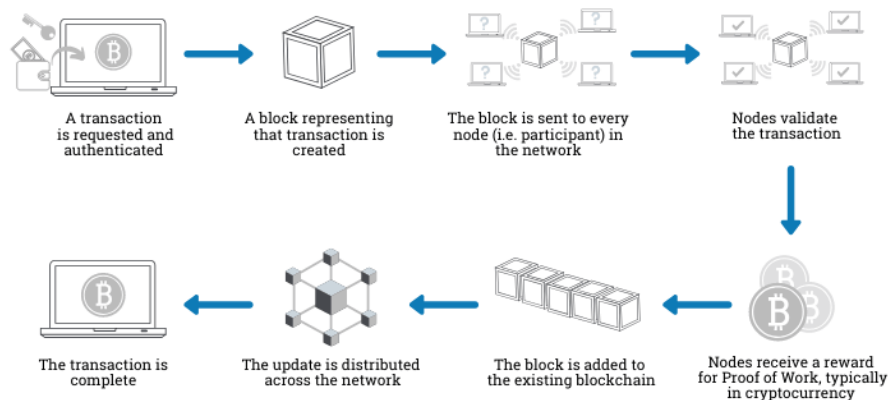 A transaction
is requested and
authenticated
A block representing
that transaction is
created
The block is sent to every
node (i.e. participant) in
the network
Nodes validate
the transaction
The transaction is
complete
The update is distributed
across the network
The block is added to
the existing blockchain
Nodes receive a reward
for Proof of Work, typically
in cryptocurrency